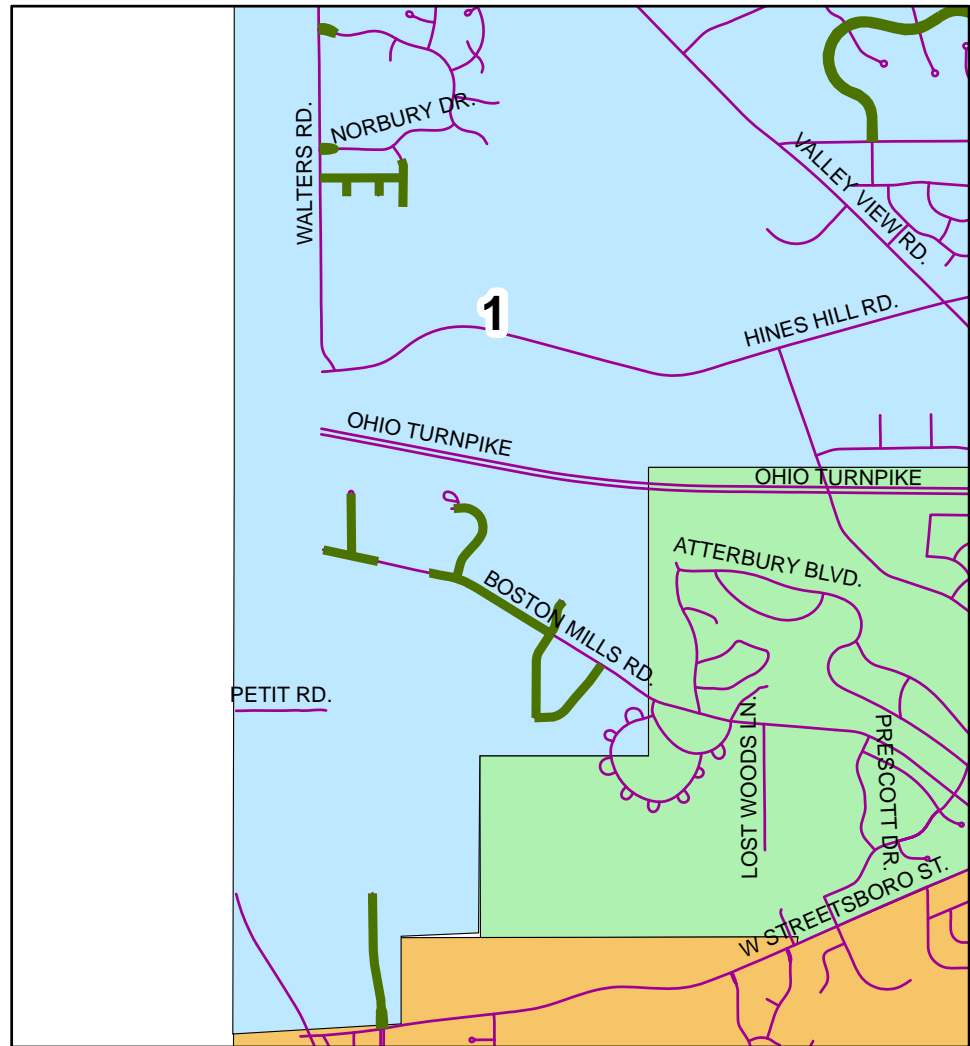 NORBURY DR.
WALTERS RD.
VALLEY VIEW RD.
1
HINES HILL RD.
OHIO TURNPIKE
OHIO TURNPIKE
ATTERBURY BLVD.
BOSTON MILLS RD.
PETIT RD.
LOST WOODS LN.
PRESCOTT DR.
W STREETSBORO ST.